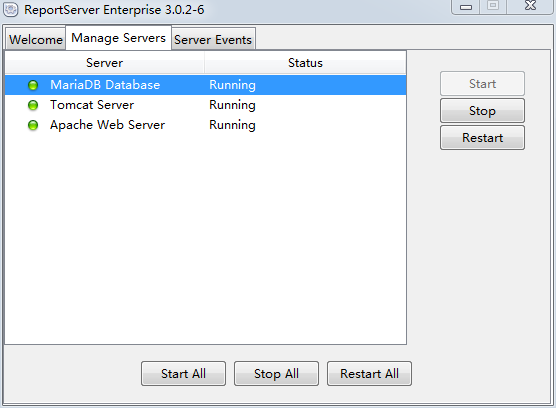 ReportServer Enterprise 3.0.2-6
Welcome Manage Servers Server Events
Server Status
MariaDB Database Running
Tomcat Server Running
Apache Web Server Running
Start
Stop
Restart
Start All Stop All Restart All